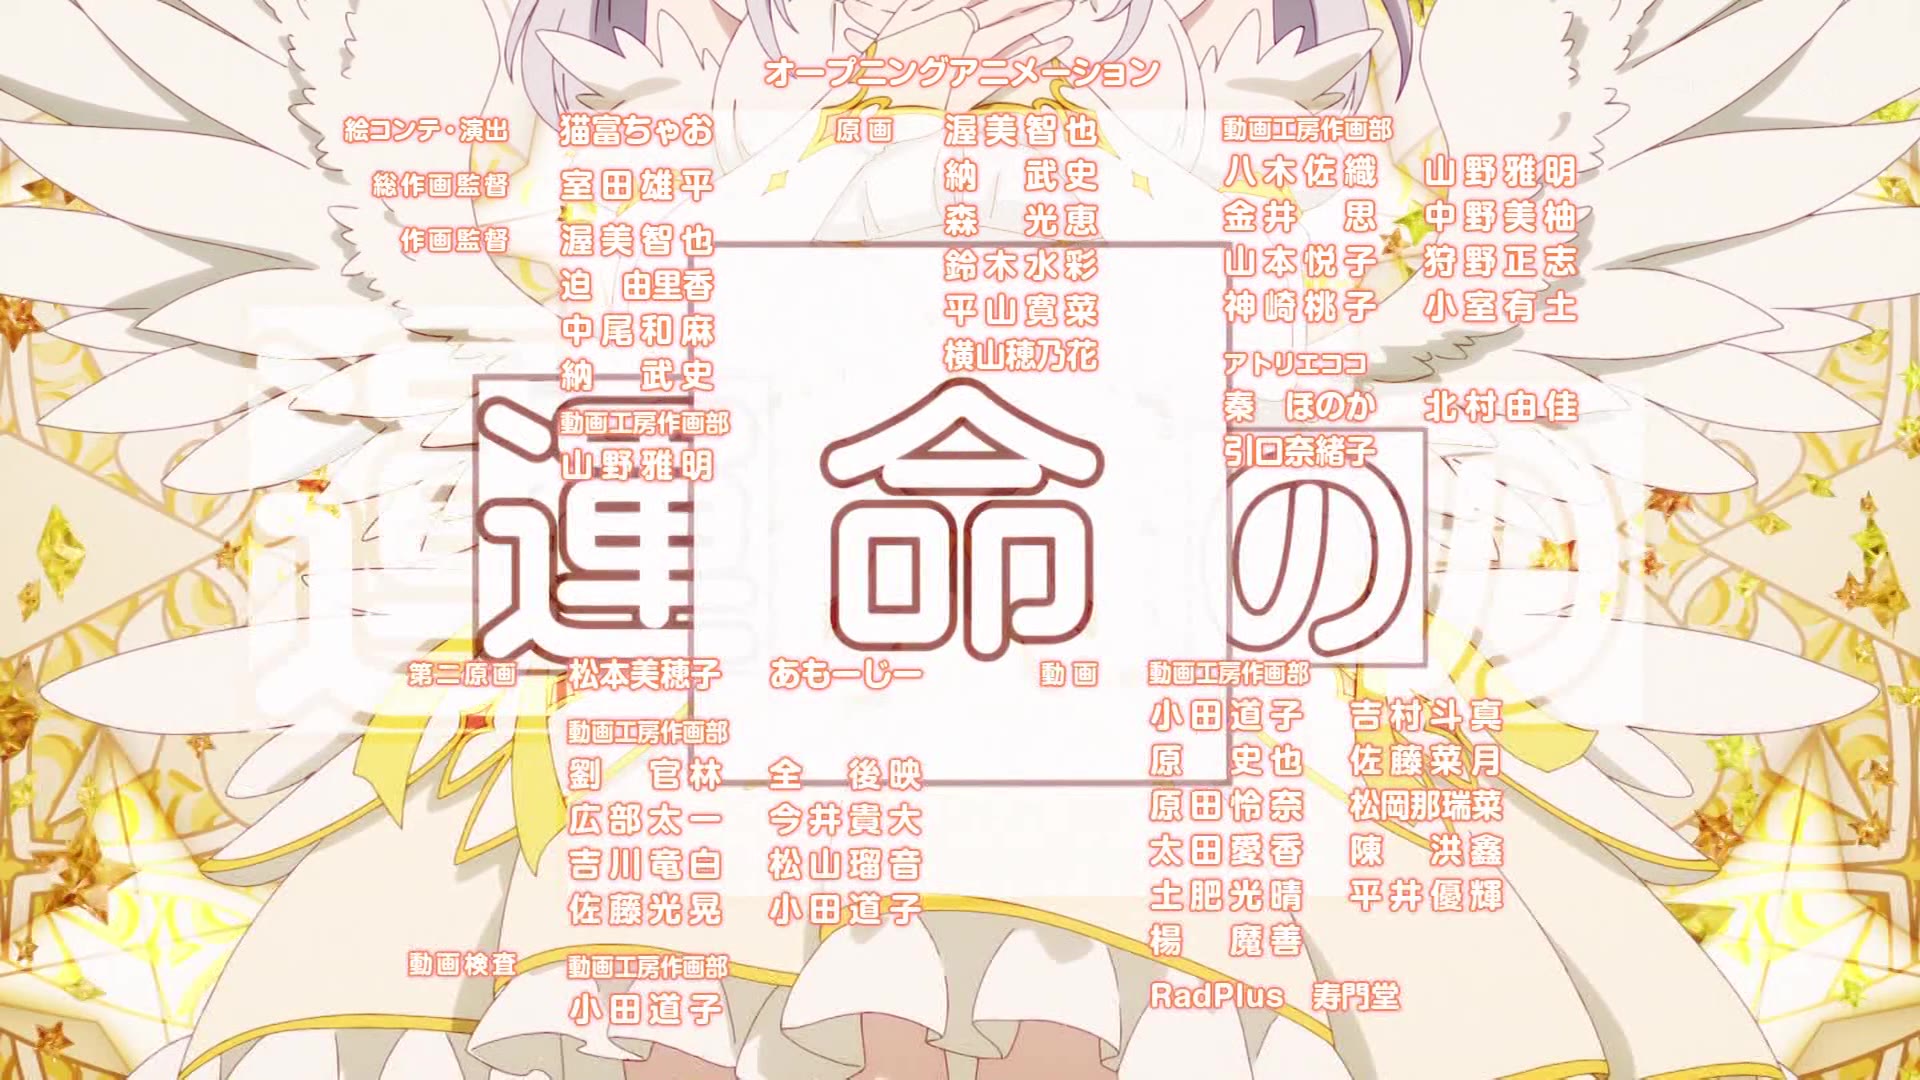 オープニングアニメーション
絵コンテ・演出 猫富ちゃお
総作画監督 室田雄平
作画監督 渥美智也
迫 由里香
中尾和麻
納 武史
動画工房作画部
山野雅明
原画 渥美智也
納 武史
森 光恵
鈴木水彩
平山寛菜
横山穂乃花
動画工房作画部
八木佐織 山野雅明
金井 思 中野美柚
山本悦子 狩野正志
神崎桃子 小室有土
アトリエココ
秦 ほのか 北村由佳
引口奈緒子
運命の
第二原画 松本美穂子 あもーじー
動画工房作画部
劉 官林 全 後映
広部太一 今井貴大
吉川竜白 松山瑠音
佐藤光晃 小田道子
動画検査 動画工房作画部
小田道子
動画 動画工房作画部
小田道子 吉村斗真
原 史也 佐藤菜月
原田怜奈 松岡那瑞菜
太田愛香 陳 洪鑫
土肥光晴 平井優輝
楊 魔善
RadPlus 寿門堂